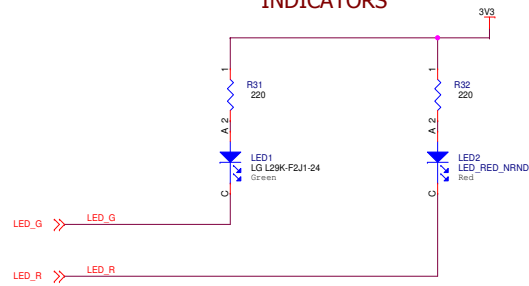 INDICATORS
3V3
1
R31
220
2
A
LED1
LG L29K-F2J1-24
Green
C
1
R32
220
2
A
LED2
LED_RED_NRND
Red
C
LED_G
LED_G
LED_R
LED_R